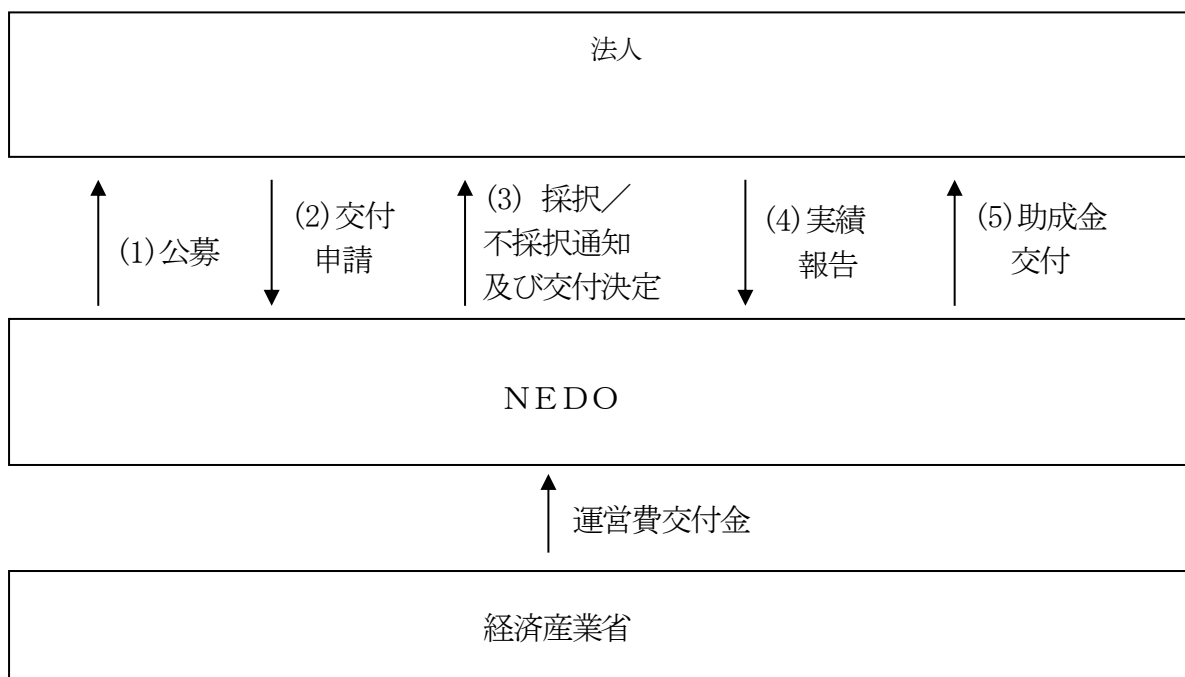 法人
(1)公募
(2)交付
申請
(3) 採択／
不採択通知
及び交付決定
(4)実績
報告
(5)助成金
交付
ＮＥＤＯ
運営費交付金
経済産業省